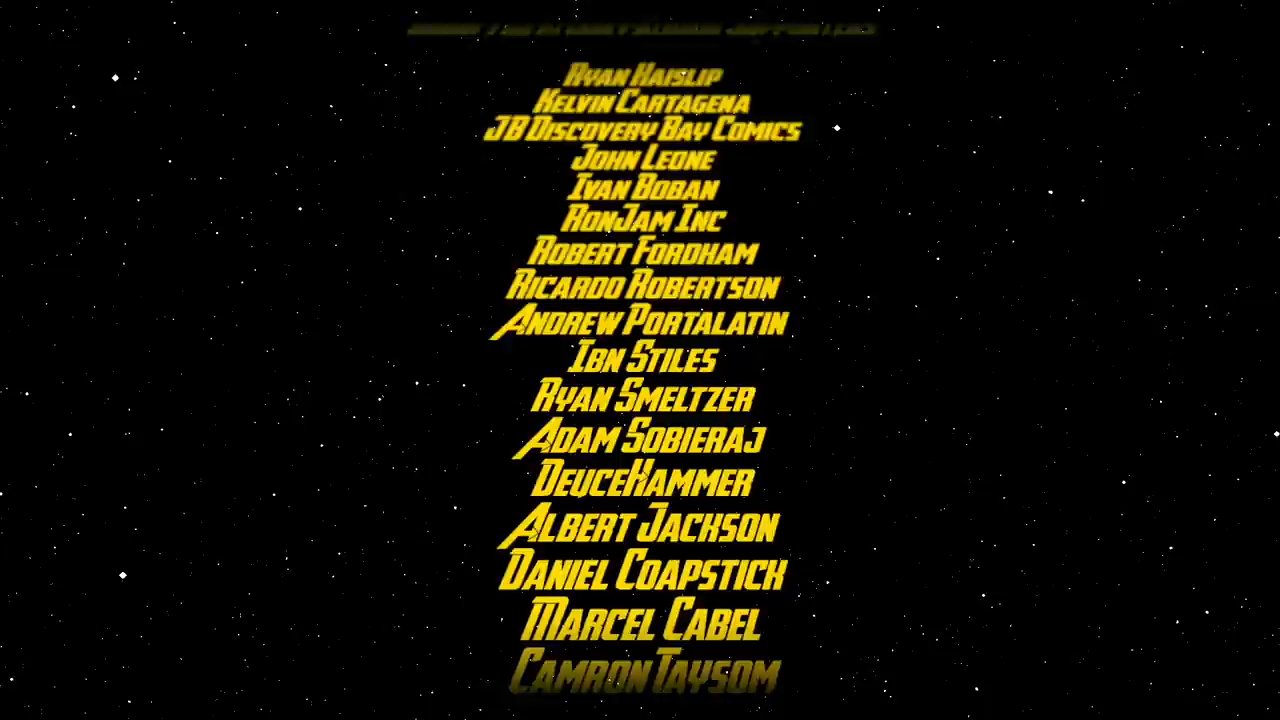 Ryan Haislip
Kelvin Cartagena
JB Discovery Bay Comics
John Leone
Ivan Boban
RonJam Inc
Robert Fordham
Ricardo Robertson
Andrew Portalatin
Ibn Stiles
Ryan Smeltzer
Adam Sobieraj
DeuceHammer
Albert Jackson
Daniel Coapstick
Marcel Cabel
Camron Taysom